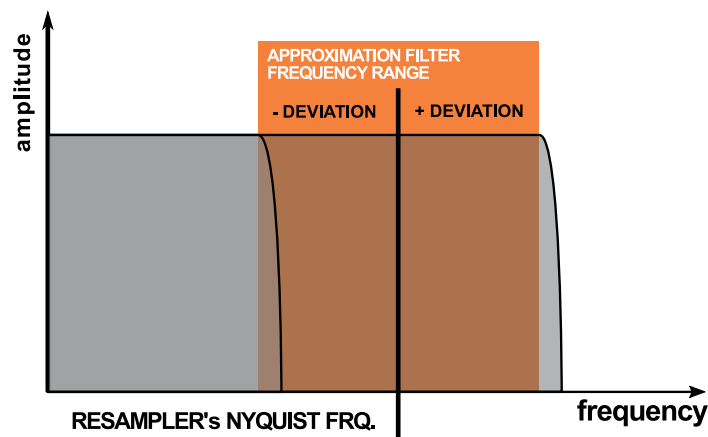 APPROXIMATION FILTER
FREQUENCY RANGE
- DEVIATION
+ DEVIATION
amplitude
frequency
RESAMPLER's NYQUIST FRQ.